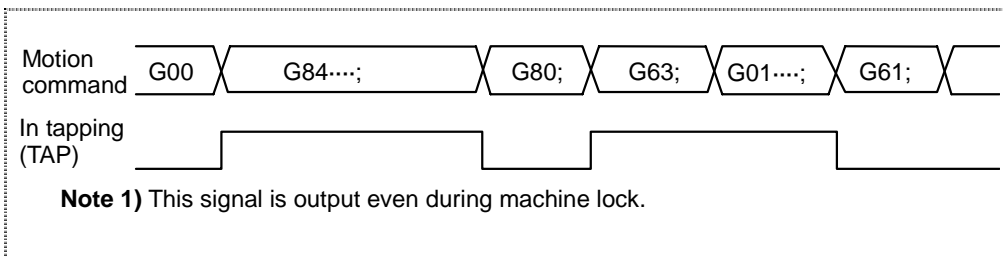 Motion
command
G00 G84····; G80; G63; G01····; G61;
In tapping
(TAP)
Note 1) This signal is output even during machine lock.